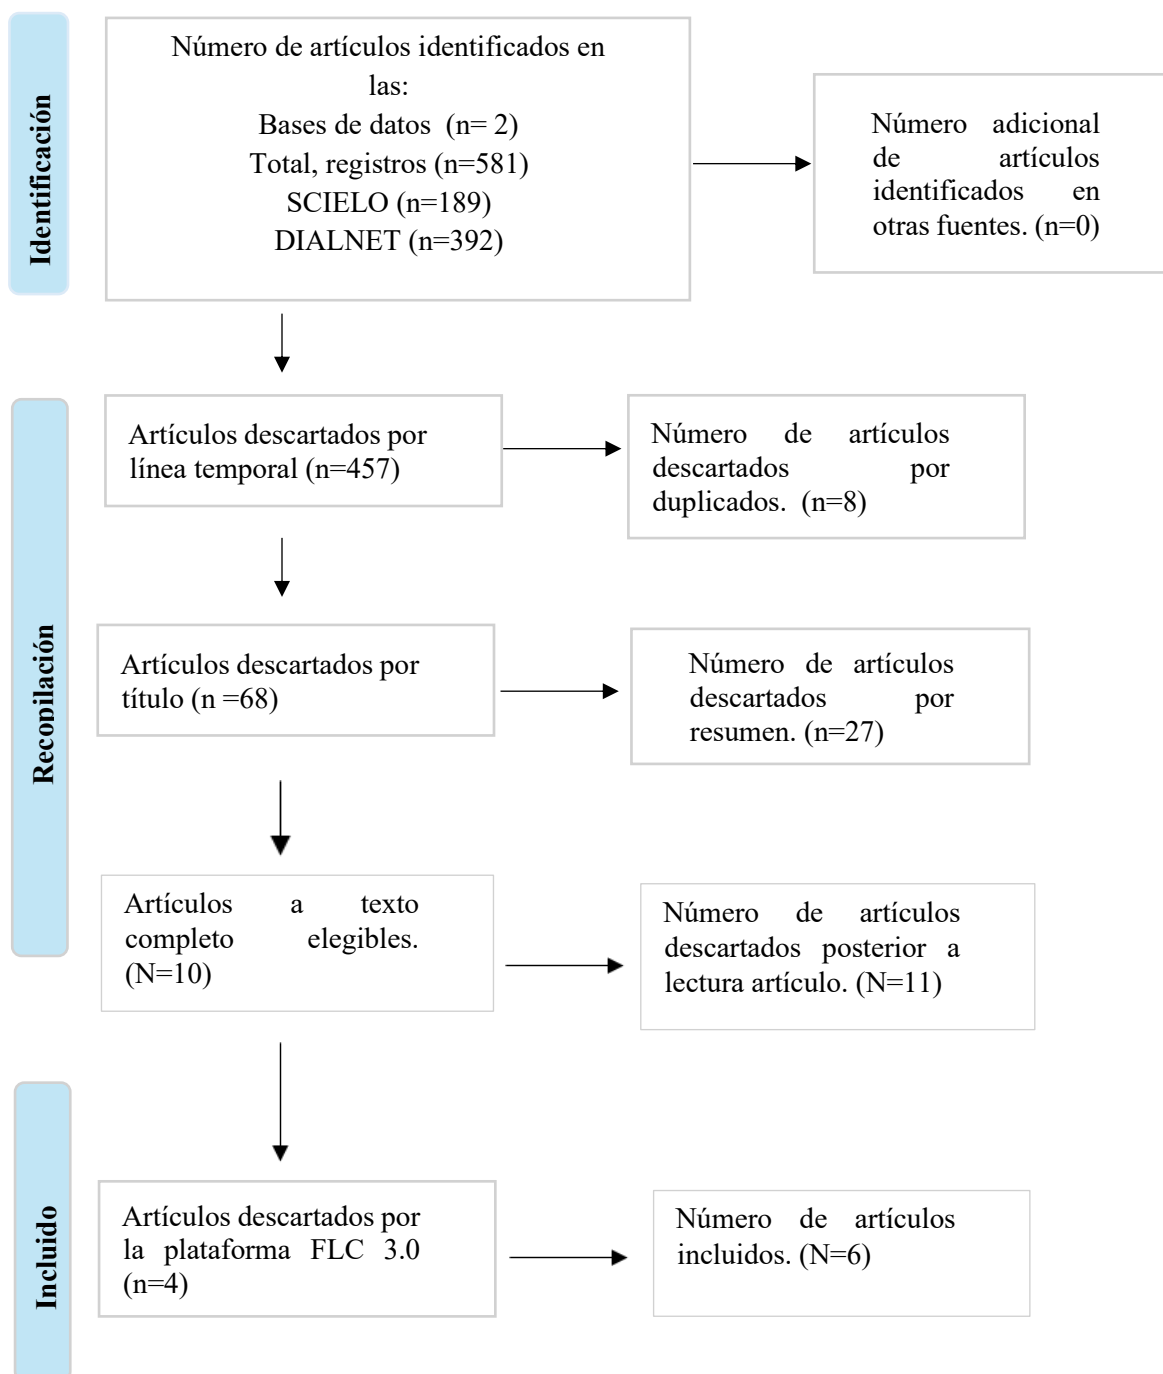 Identificación
Número de artículos identificados en
las:
Bases de datos (n= 2)
Total, registros (n=581)
SCIELO (n=189)
DIALNET (n=392)
Número adicional
de artículos
identificados en
otras fuentes. (n=0)
Recopilación
Artículos descartados por
línea temporal (n=457)
Número de artículos
descartados por
duplicados. (n=8)
Artículos descartados por
título (n =68)
Número de artículos
descartados por
resumen. (n=27)
Artículos a texto
completo elegibles.
(N=10)
Número de artículos
descartados posterior a
lectura artículo. (N=11)
Incluido
Artículos descartados por
la plataforma FLC 3.0
(n=4)
Número de artículos
incluidos. (N=6)